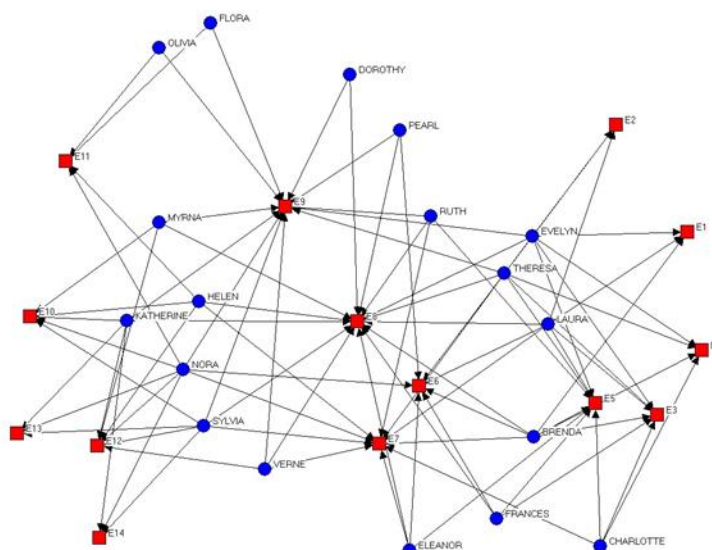 FLORA
OLIVIA
DOROTHY
PEARL
E2
E11
E9
MYRNA
RUTH
EVELYN
E1
THERESA
HELEN
E10
KATHERINE
E8
LAURA
NORA
E6
E5
E3
SYLVIA
E13
E12
E7
BRENDA
VERNE
FRANCES
E14
ELEANOR
CHARLOTTE